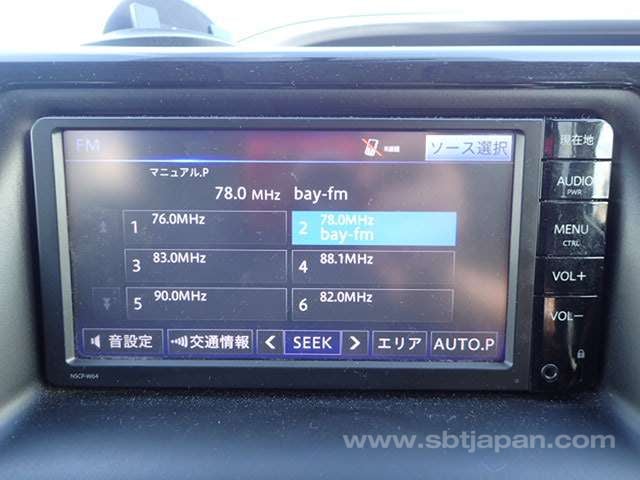 FM
ソース選択
マニュアル.P
78.0 MHz bay-fm
1 76.0MHz
2 78.0MHz bay-fm
3 83.0MHz
4 88.1MHz
5 90.0MHz
6 82.0MHz
音設定 交通情報 < SEEK > エリア AUTO.P
NSCP-W64
現在地
AUDIO
PWR
MENU
CTRL
VOL+
VOL−
www.sbtjapan.com